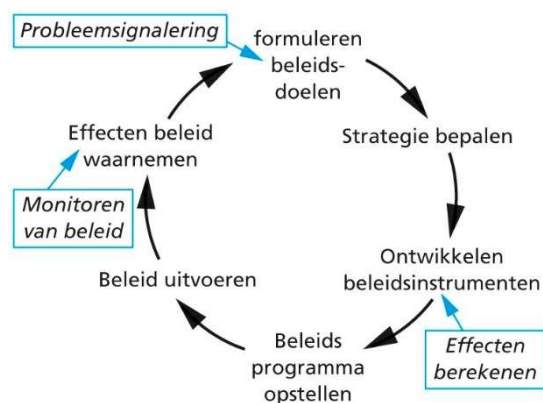 Probleemsignalering
formuleren
beleids-
doelen
Strategie bepalen
Ontwikkelen
beleidsinstrumenten
Effecten
berekenen
Beleids
programma
opstellen
Beleid uitvoeren
Effecten beleid
waarnemen
Monitoren
van beleid